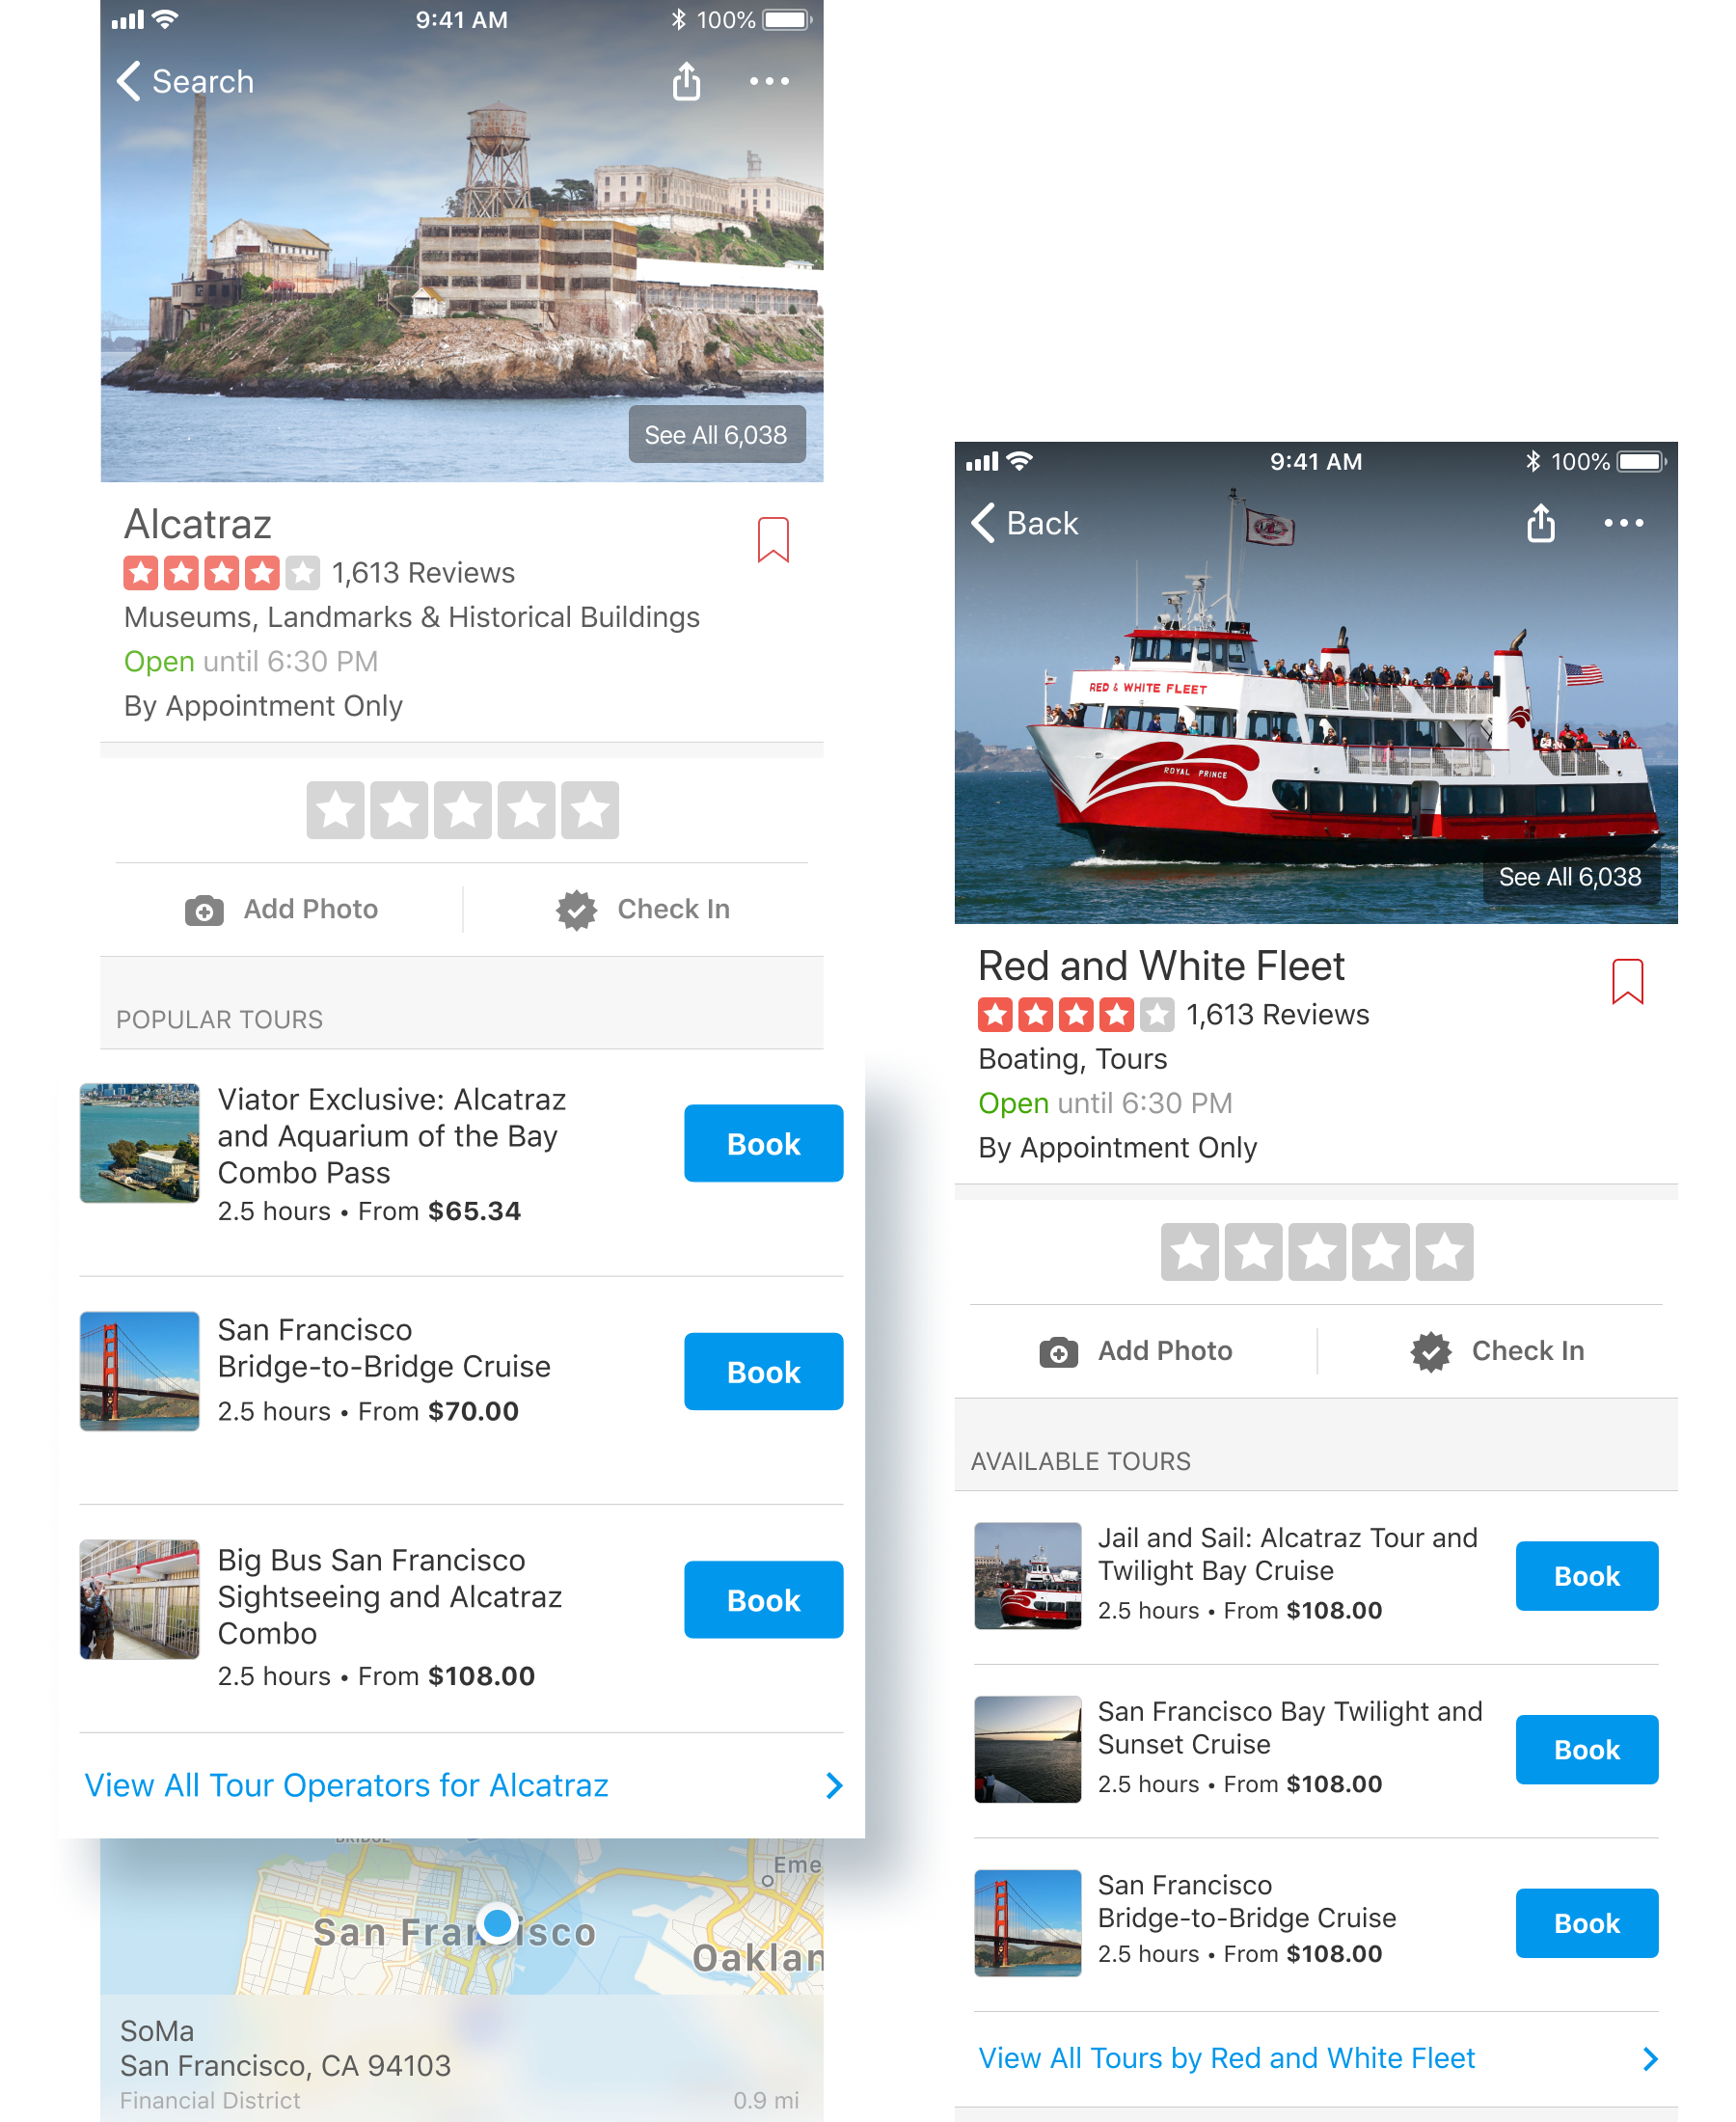 9:41 AM
100%
Search
See All 6,038
Alcatraz
1,613 Reviews
Museums, Landmarks & Historical Buildings
Open until 6:30 PM
By Appointment Only
Add Photo
Check In
POPULAR TOURS
Viator Exclusive: Alcatraz
and Aquarium of the Bay
Combo Pass
2.5 hours • From $65.34
Book
San Francisco
Bridge-to-Bridge Cruise
2.5 hours • From $70.00
Book
Big Bus San Francisco
Sightseeing and Alcatraz
Combo
2.5 hours • From $108.00
Book
View All Tour Operators for Alcatraz
BRIDGE
Eme
San Fran isco
Oaklan
SoMa
San Francisco, CA 94103
Financial District
0.9 mi
9:41 AM
100%
Back
RED & WHITE FLEET
ROYAL PRINCE
See All 6,038
Red and White Fleet
1,613 Reviews
Boating, Tours
Open until 6:30 PM
By Appointment Only
Add Photo
Check In
AVAILABLE TOURS
Jail and Sail: Alcatraz Tour and
Twilight Bay Cruise
2.5 hours • From $108.00
Book
San Francisco Bay Twilight and
Sunset Cruise
2.5 hours • From $108.00
Book
San Francisco
Bridge-to-Bridge Cruise
2.5 hours • From $108.00
Book
View All Tours by Red and White Fleet